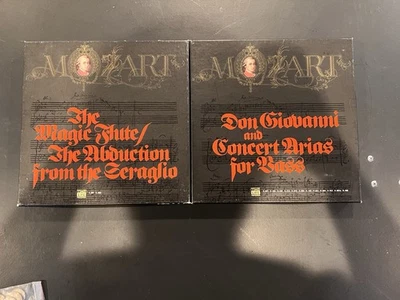 MOZART
The
Magic Flute/
The Abduction
from the Seraglio
MOZART
Don Giovanni
and
Concert Arias
for Bass